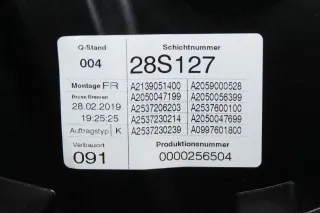 Q-Stand Schichtnummer
004 28S127
Montage FR A2139051400 A2059000528
Bruse Bremen A2050047199 A2050056399
28.02.2019 A2537206203 A2537600100
19:25:25 A2537230214 A2050047699
Auftragstyp K A2537230239 A0997601800
Verbauort Produktionsnummer
091 0000256504